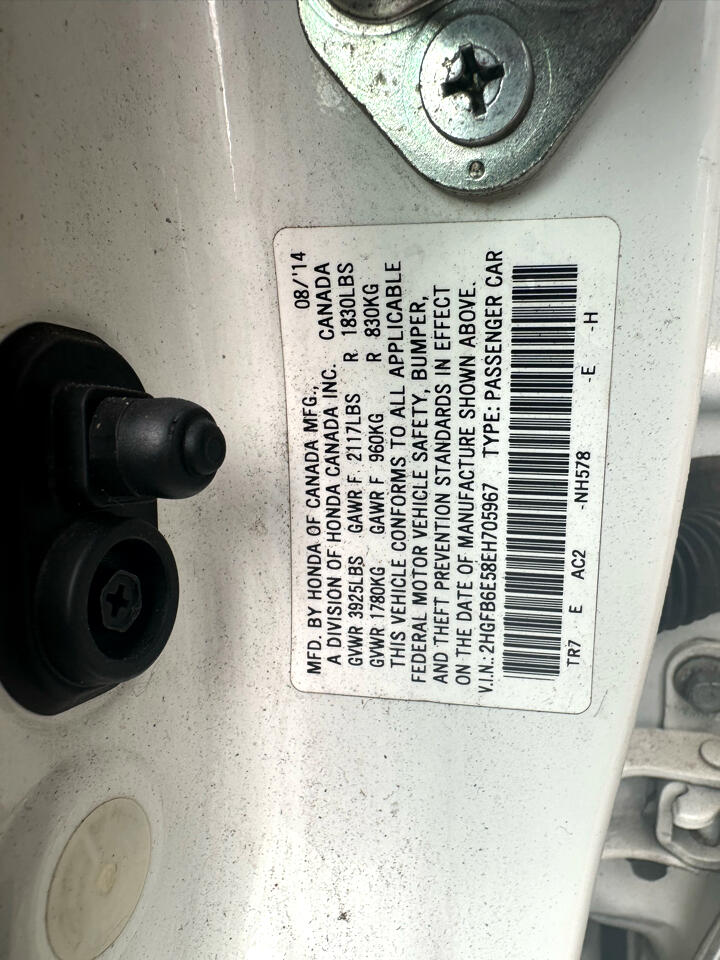 MFD. BY HONDA OF CANADA MFG., 08/'14
A DIVISION OF HONDA CANADA INC. CANADA
GVWR 3925LBS GAWR F 2117LBS R 1830LBS
GVWR 1780KG GAWR F 960KG R 830KG
THIS VEHICLE CONFORMS TO ALL APPLICABLE
FEDERAL MOTOR VEHICLE SAFETY, BUMPER,
AND THEFT PREVENTION STANDARDS IN EFFECT
ON THE DATE OF MANUFACTURE SHOWN ABOVE.
V.I.N.: 2HGFB6E58EH705967 TYPE: PASSENGER CAR
TR7 E AC2 -NH578 -E -H